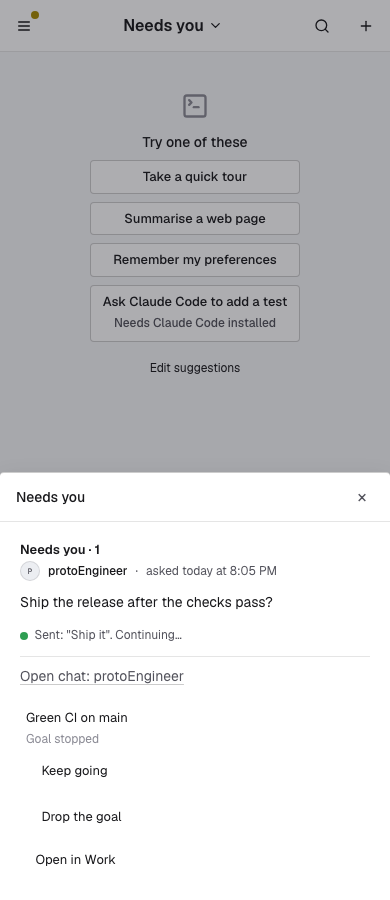 Needs you
Try one of these
Take a quick tour
Summarise a web page
Remember my preferences
Ask Claude Code to add a test
Needs Claude Code installed
Edit suggestions
Needs you
Needs you · 1
P protoEngineer · asked today at 8:05 PM
Ship the release after the checks pass?
Sent: "Ship it". Continuing…
Open chat: protoEngineer
Green CI on main
Goal stopped
Keep going
Drop the goal
Open in Work